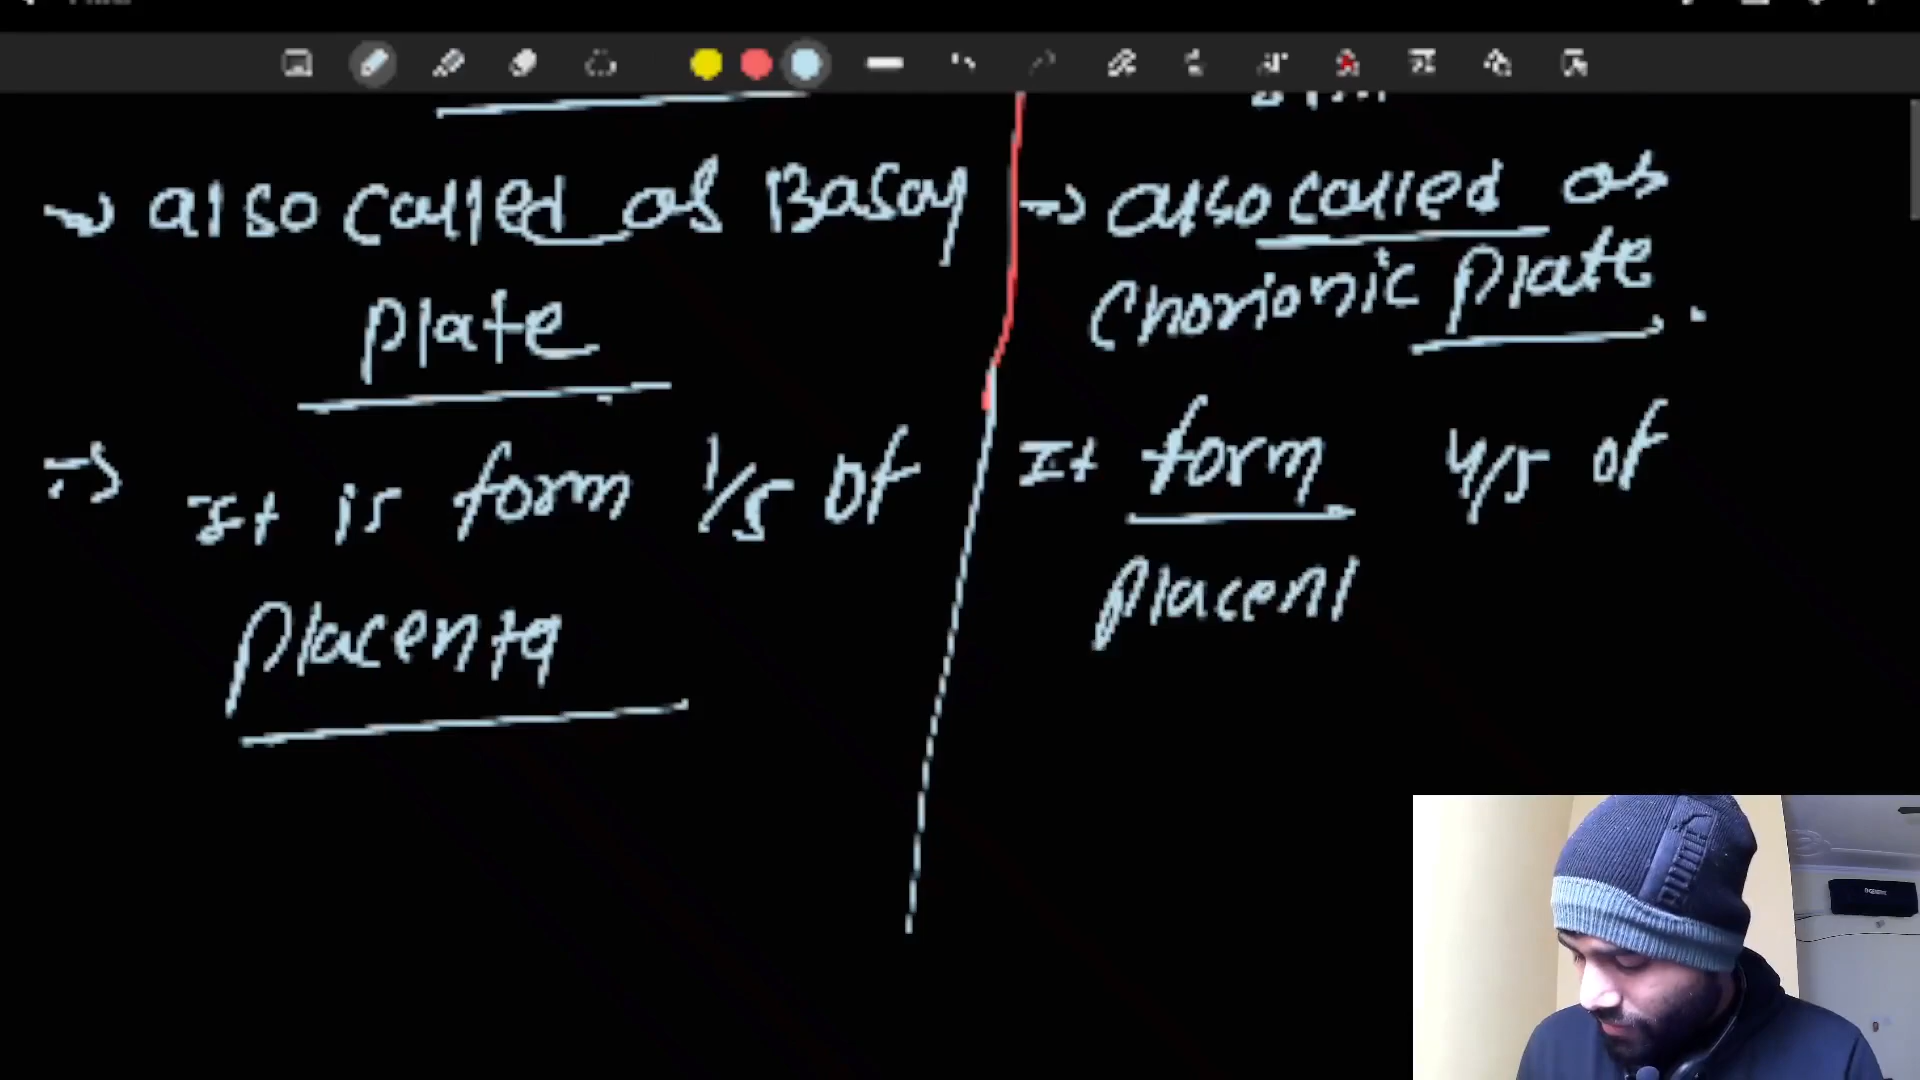 also called as Basal
plate
It is form 1/5 of
placenta
also called as
chorionic plate.
It form 4/5 of
placent
PUMA